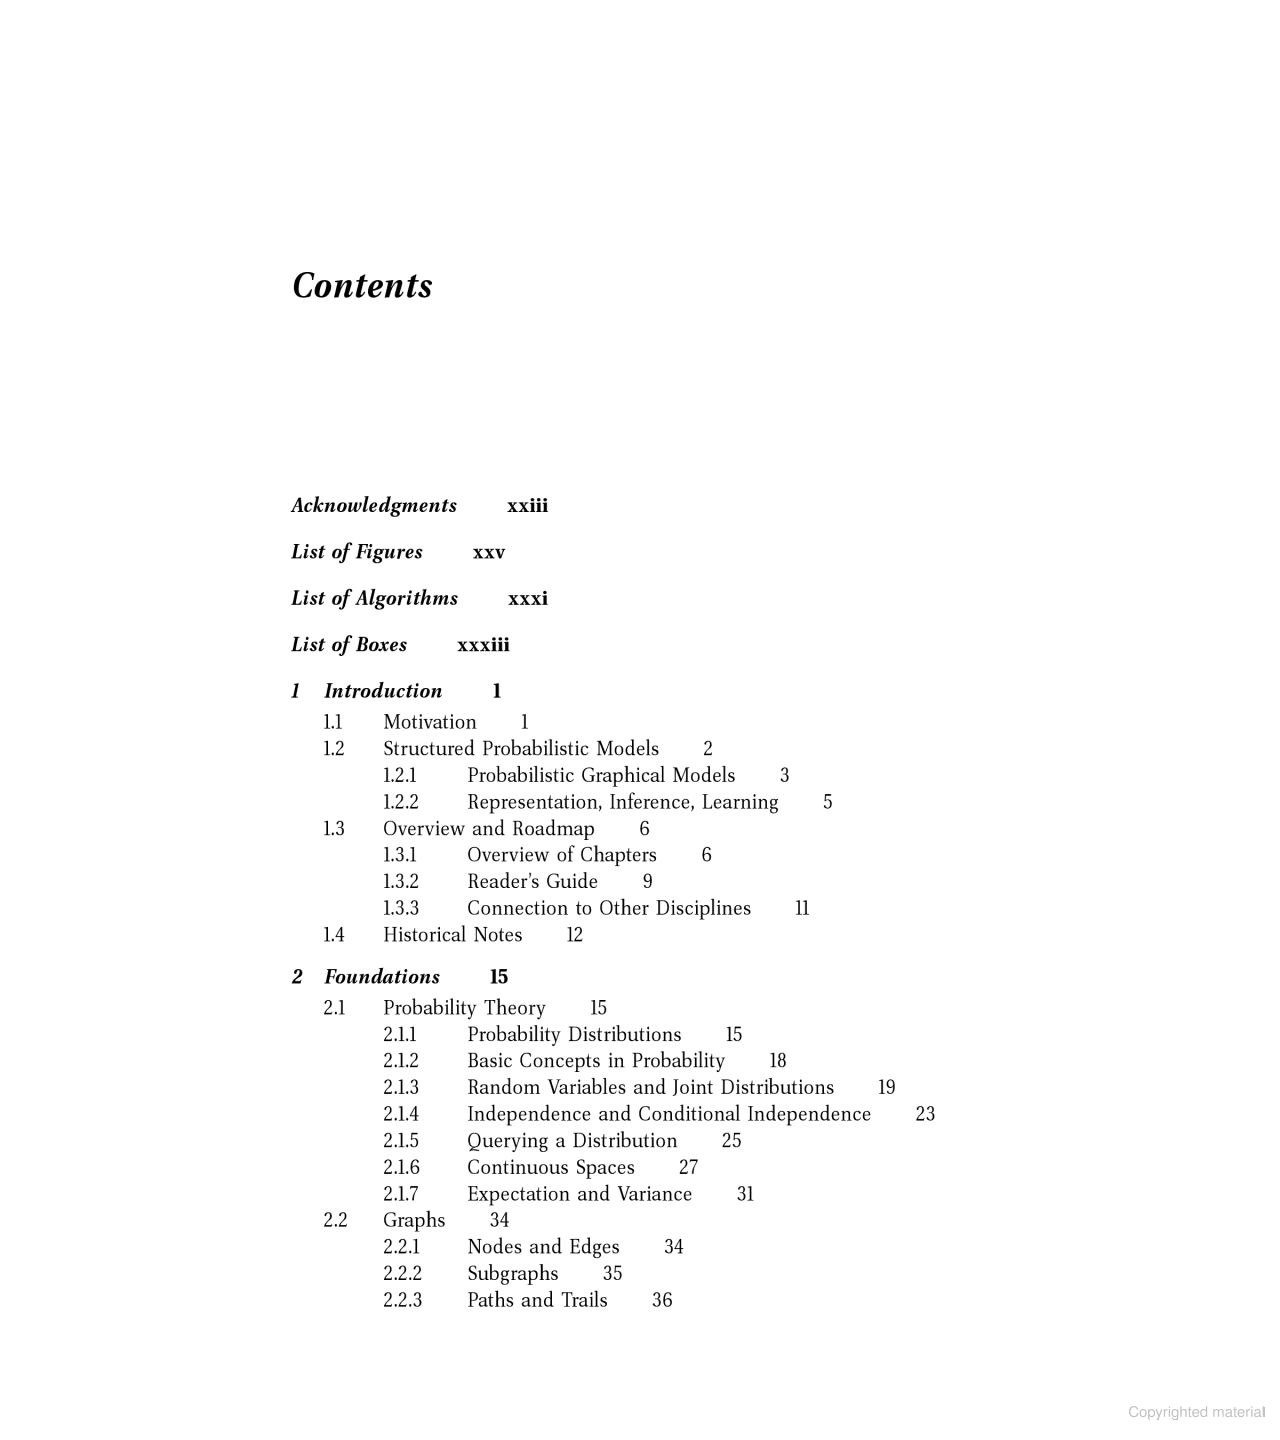 Contents
Acknowledgments xxiii
List of Figures xxv
List of Algorithms xxxi
List of Boxes xxxiii
1 Introduction 1
1.1 Motivation 1
1.2 Structured Probabilistic Models 2
1.2.1 Probabilistic Graphical Models 3
1.2.2 Representation, Inference, Learning 5
1.3 Overview and Roadmap 6
1.3.1 Overview of Chapters 6
1.3.2 Reader's Guide 9
1.3.3 Connection to Other Disciplines 11
1.4 Historical Notes 12
2 Foundations 15
2.1 Probability Theory 15
2.1.1 Probability Distributions 15
2.1.2 Basic Concepts in Probability 18
2.1.3 Random Variables and Joint Distributions 19
2.1.4 Independence and Conditional Independence 23
2.1.5 Querying a Distribution 25
2.1.6 Continuous Spaces 27
2.1.7 Expectation and Variance 31
2.2 Graphs 34
2.2.1 Nodes and Edges 34
2.2.2 Subgraphs 35
2.2.3 Paths and Trails 36
Copyrighted material